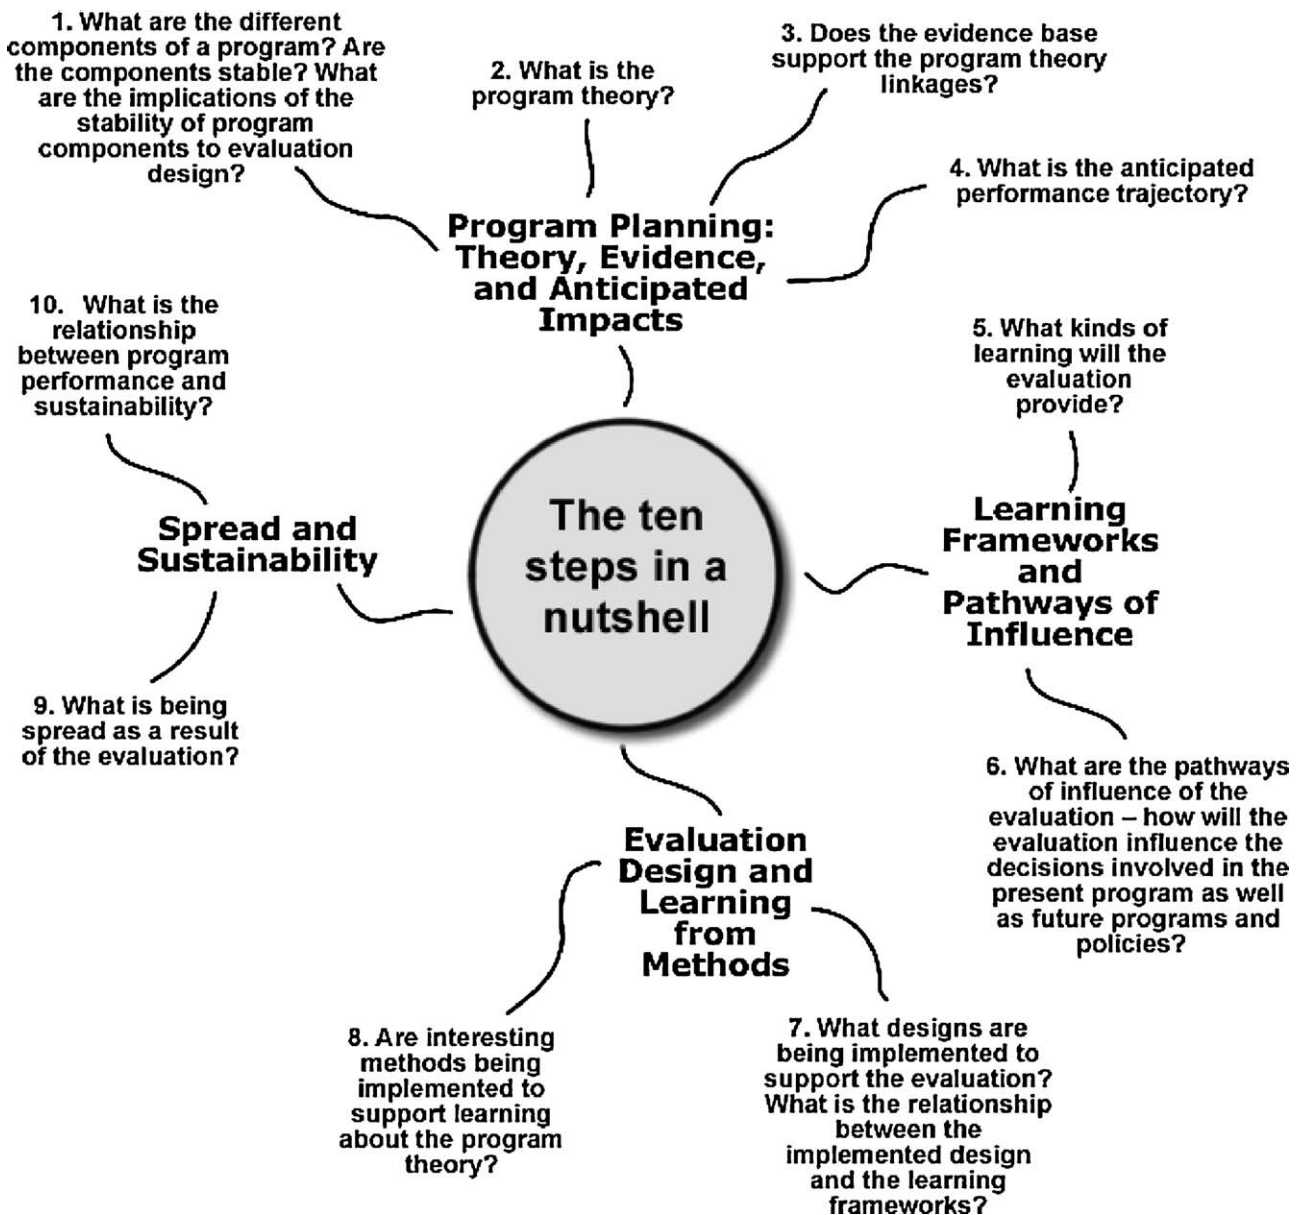 1. What are the different
components of a program? Are
the components stable? What
are the implications of the
stability of program
components to evaluation
design?
2. What is the
program theory?
3. Does the evidence base
support the program theory
linkages?
4. What is the anticipated
performance trajectory?
Program Planning:
Theory, Evidence,
and Anticipated
Impacts
10. What is the
relationship
between program
performance and
sustainability?
5. What kinds of
learning will the
evaluation
provide?
The ten
steps in a
nutshell
Spread and
Sustainability
Learning
Frameworks
and
Pathways of
Influence
9. What is being
spread as a result
of the evaluation?
6. What are the pathways
of influence of the
evaluation – how will the
evaluation influence the
decisions involved in the
present program as well
as future programs and
policies?
Evaluation
Design and
Learning
from
Methods
8. Are interesting
methods being
implemented to
support learning
about the program
theory?
7. What designs are
being implemented to
support the evaluation?
What is the relationship
between the
implemented design
and the learning
frameworks?